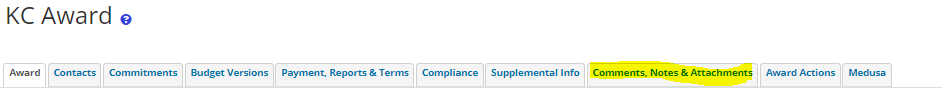 KC Award ?
Award Contacts Commitments Budget Versions Payment, Reports & Terms Compliance Supplemental Info Comments, Notes & Attachments Award Actions Medusa